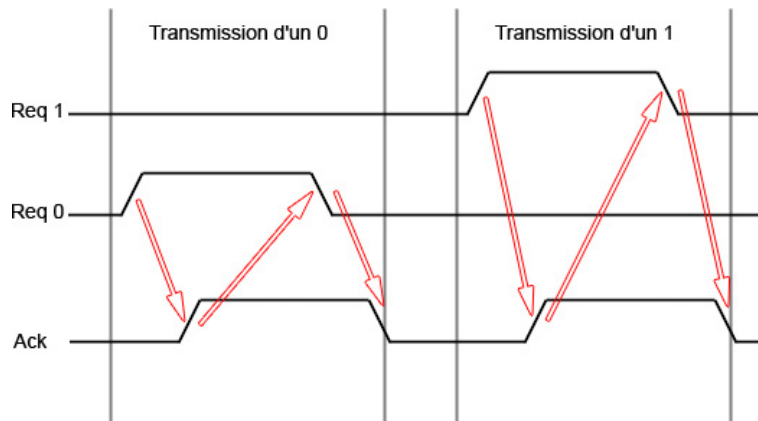 Transmission d'un 0
Transmission d'un 1
Req 1
Req 0
Ack